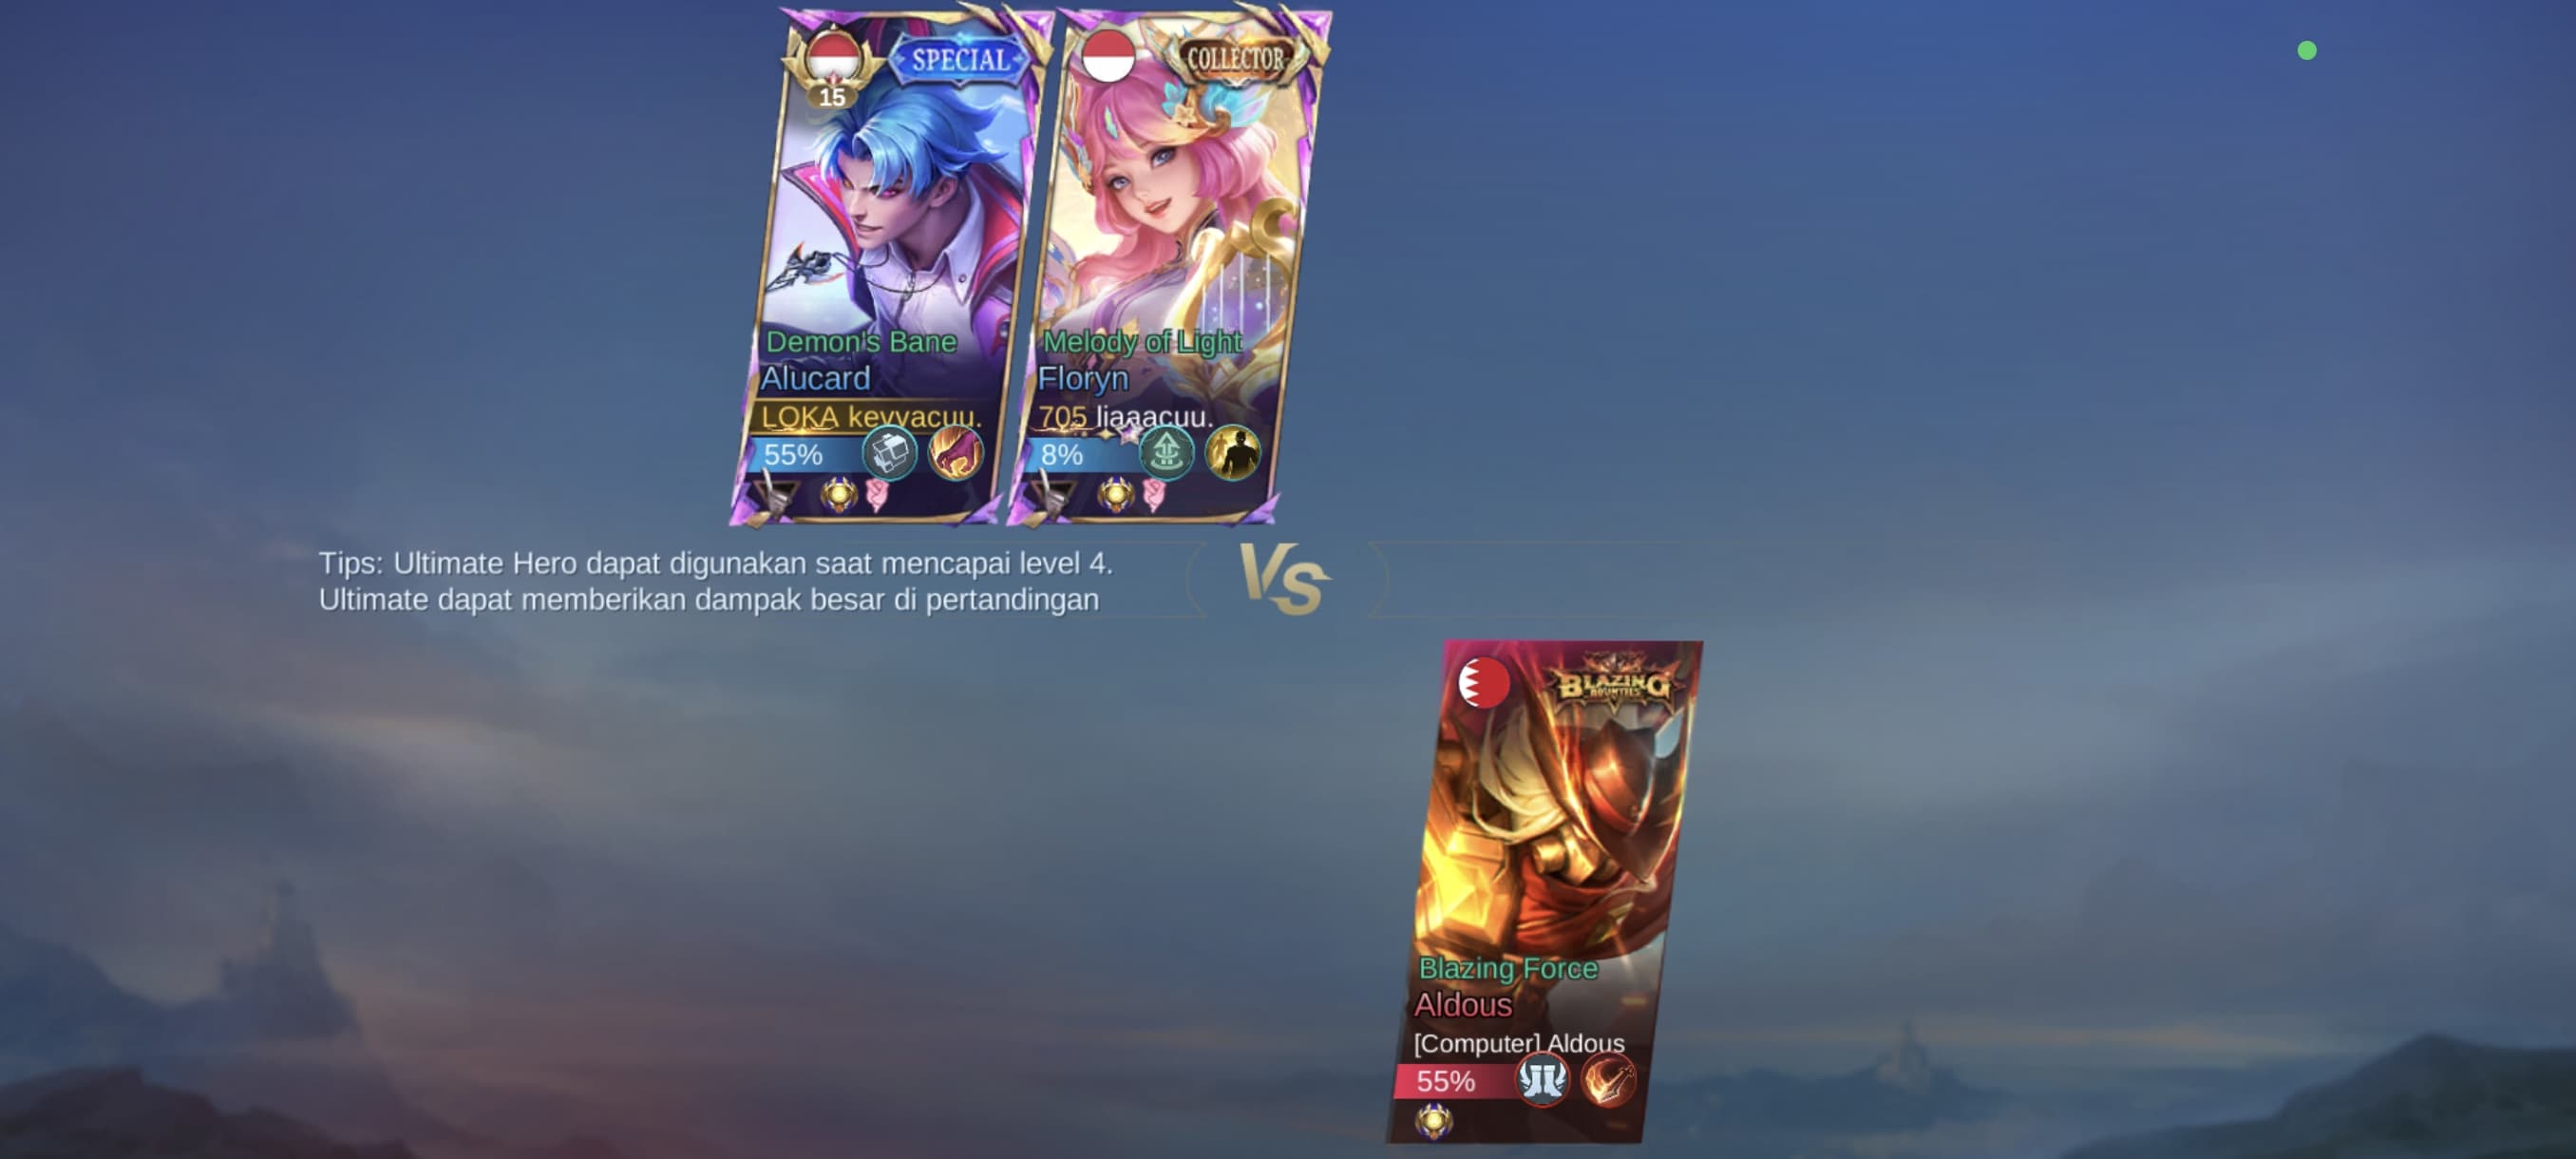 SPECIAL
15
Demon's Bane
Alucard
LOKA kevvacuu.
55%
COLLECTOR
Melody of Light
Floryn
705 liaaacuu.
8%
Tips: Ultimate Hero dapat digunakan saat mencapai level 4.
Ultimate dapat memberikan dampak besar di pertandingan
VS
BLAZING
BOUNTIES
Blazing Force
Aldous
[Computer] Aldous
55%